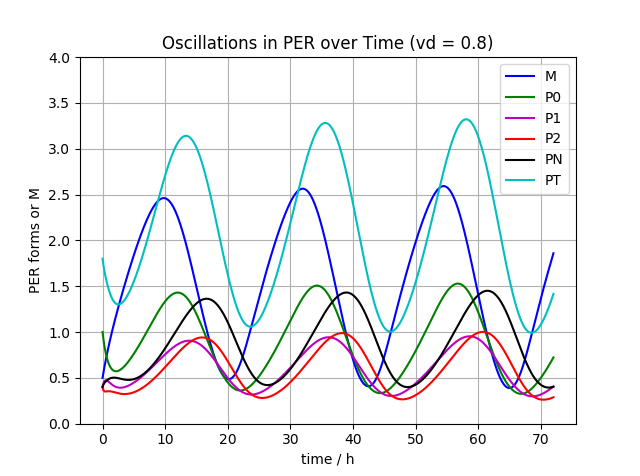 Oscillations in PER over Time (vd = 0.8)
4.0
3.5
3.0
2.5
2.0
1.5
1.0
0.5
0.0
PER forms or M
M
P0
P1
P2
PN
PT
0 10 20 30 40 50 60 70
time / h